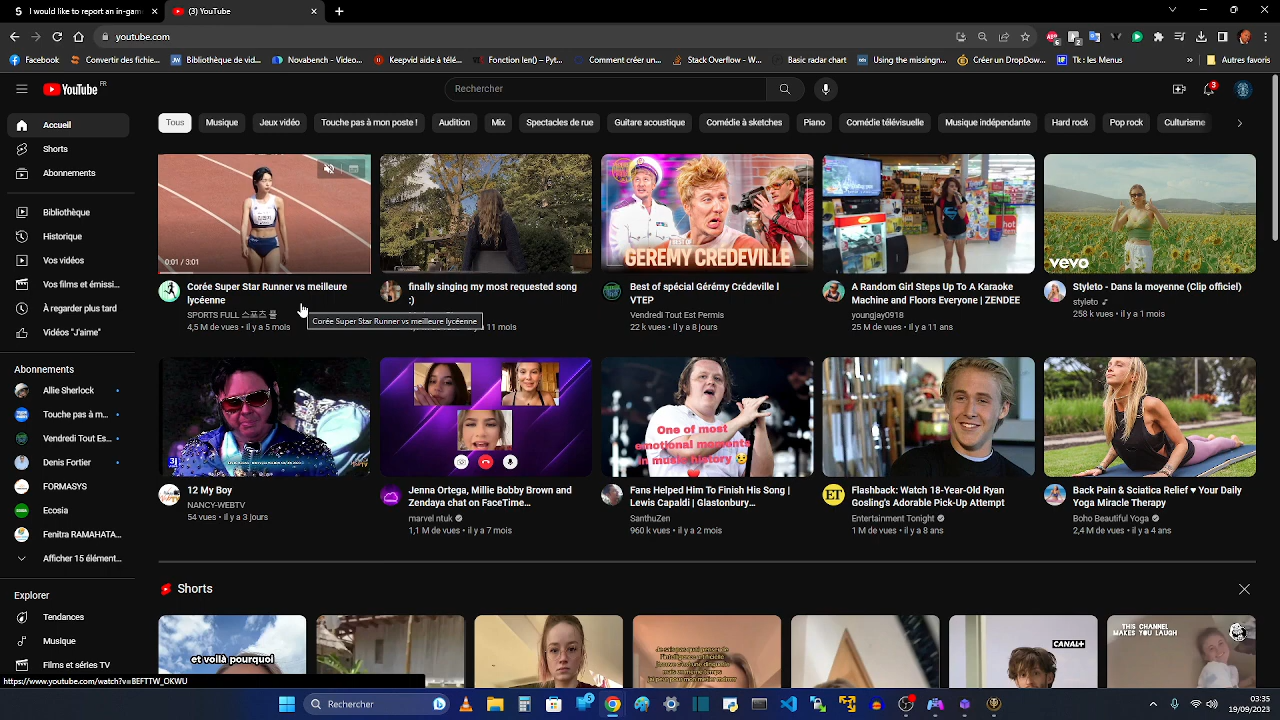 I would like to report an in-game
(3) YouTube
youtube.com
Facebook
Convertir des fichie...
Bibliothèque de vid...
Novabench - Video...
Keepvid aide à télé...
Fonction len() – Pyt...
Comment créer un...
Stack Overflow - W...
Basic radar chart
Using the missingn...
Créer un DropDow...
Tk : les Menus
Autres favoris
YouTube FR
Rechercher
3
Accueil
Shorts
Abonnements
Bibliothèque
Historique
Vos vidéos
Vos films et émissi...
À regarder plus tard
Vidéos "J'aime"
Abonnements
Allie Sherlock
Touche pas à m...
Vendredi Tout Es...
Denis Fortier
FORMASYS
Ecosia
Fenitra RAMAHATA...
Afficher 15 élément...
Explorer
Tendances
Musique
Films et séries TV
Tous
Musique
Jeux vidéo
Touche pas à mon poste !
Audition
Mix
Spectacles de rue
Guitare acoustique
Comédie à sketches
Piano
Comédie télévisuelle
Musique indépendante
Hard rock
Pop rock
Culturisme
0:01 / 3:01
BEST OF
GEREMY CREDEVILLE
hot
vevo
Corée Super Star Runner vs meilleure
lycéenne
SPORTS FULL 스포츠 풀
4,5 M de vues • il y a 5 mois
Corée Super Star Runner vs meilleure lycéenne
finally singing my most requested song
:)
11 mois
Best of spécial Gérémy Crédeville I
VTEP
Vendredi Tout Est Permis
22 k vues • il y a 8 jours
A Random Girl Steps Up To A Karaoke
Machine and Floors Everyone | ZENDEE
youngjay0918
25 M de vues • il y a 11 ans
Styleto - Dans la moyenne (Clip officiel)
styleto
258 k vues • il y a 1 mois
One of most
emotional moments
in music history 😢
❤️
12 My Boy
NANCY-WEBTV
54 vues • il y a 3 jours
Jenna Ortega, Millie Bobby Brown and
Zendaya chat on FaceTime...
marvel ntuk
1,1 M de vues • il y a 7 mois
Fans Helped Him To Finish His Song |
Lewis Capaldi | Glastonbury...
SanthuZen
960 k vues • il y a 2 mois
ET
Flashback: Watch 18-Year-Old Ryan
Gosling's Adorable Pick-Up Attempt
Entertainment Tonight
1 M de vues • il y a 8 ans
Back Pain & Sciatica Relief ♥ Your Daily
Yoga Miracle Therapy
Boho Beautiful Yoga
2,4 M de vues • il y a 4 ans
Shorts
et voilà pourquoi
CANAL+
THIS CHANNEL
MAKES YOU LAUGH
https://www.youtube.com/watch?v=BEFTTW_OKWU
Rechercher
03:35
19/09/2023